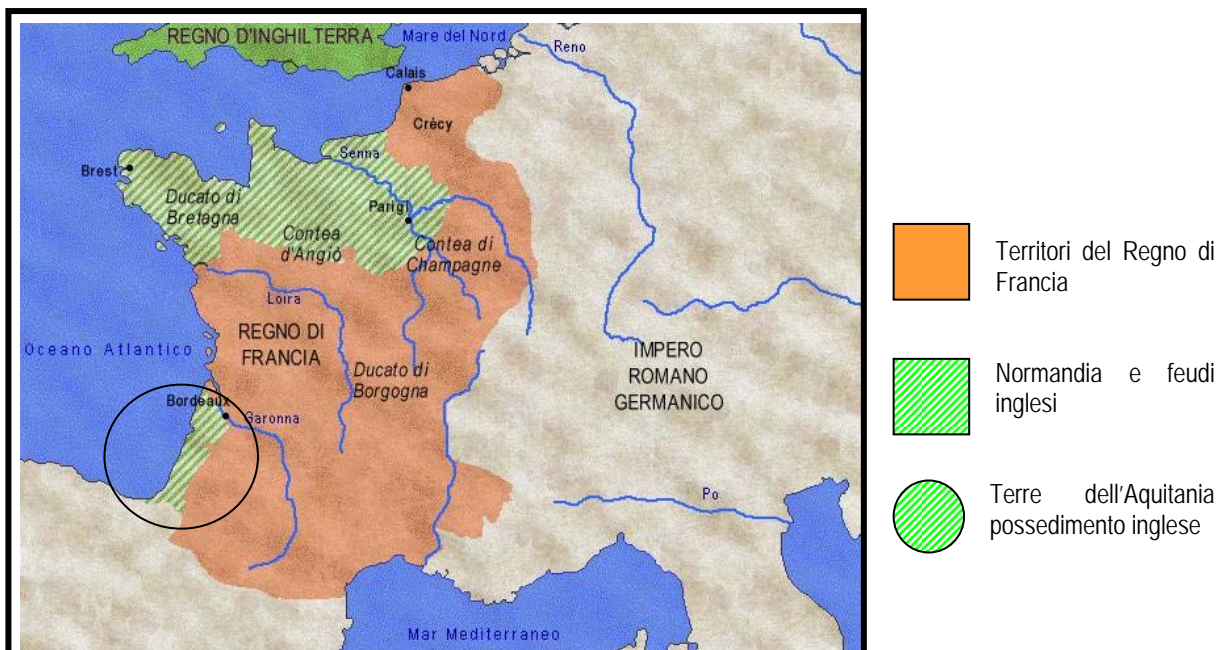 REGNO D'INGHILTERRA
Mare del Nord
Reno
Calais
Crècy
Senna
Brest
Ducato di
Bretagna
Parigi
Contea
d'Angiò
Contea di
Champagne
Loira
REGNO DI
FRANCIA
Oceano Atlantico
Ducato di
Borgogna
IMPERO
ROMANO
GERMANICO
Bordeaux
Garonna
Po
Mar Mediterraneo
Territori del Regno di
Francia
Normandia e feudi
inglesi
Terre dell'Aquitania
possedimento inglese